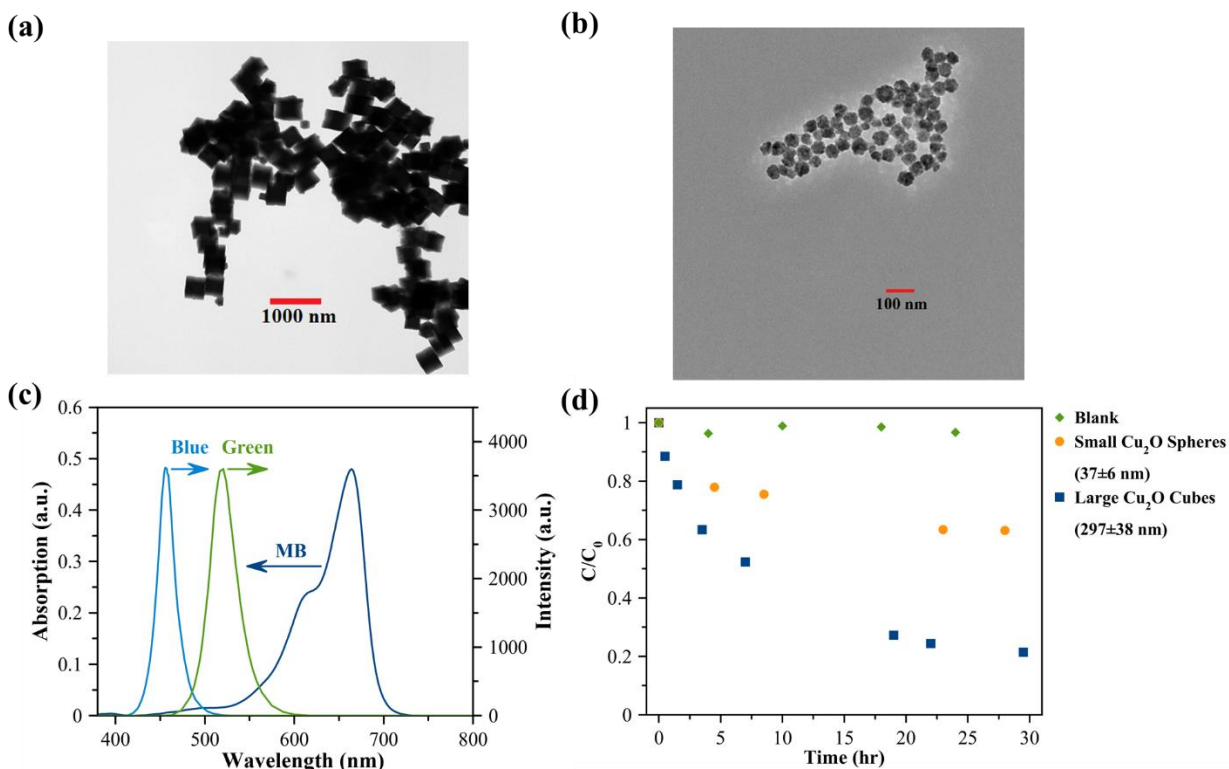 (a)
1000 nm
(b)
100 nm
(c)
0.6
0.5
0.4
0.3
0.2
0.1
0
Absorption (a.u.)
Blue
Green
MB
4000
3000
2000
1000
0
Intensity (a.u.)
400
500
600
700
800
Wavelength (nm)
(d)
1
0.8
0.6
0.4
0.2
0
C/C₀
0
5
10
15
20
25
30
Time (hr)
Blank
Small Cu₂O Spheres
(37±6 nm)
Large Cu₂O Cubes
(297±38 nm)